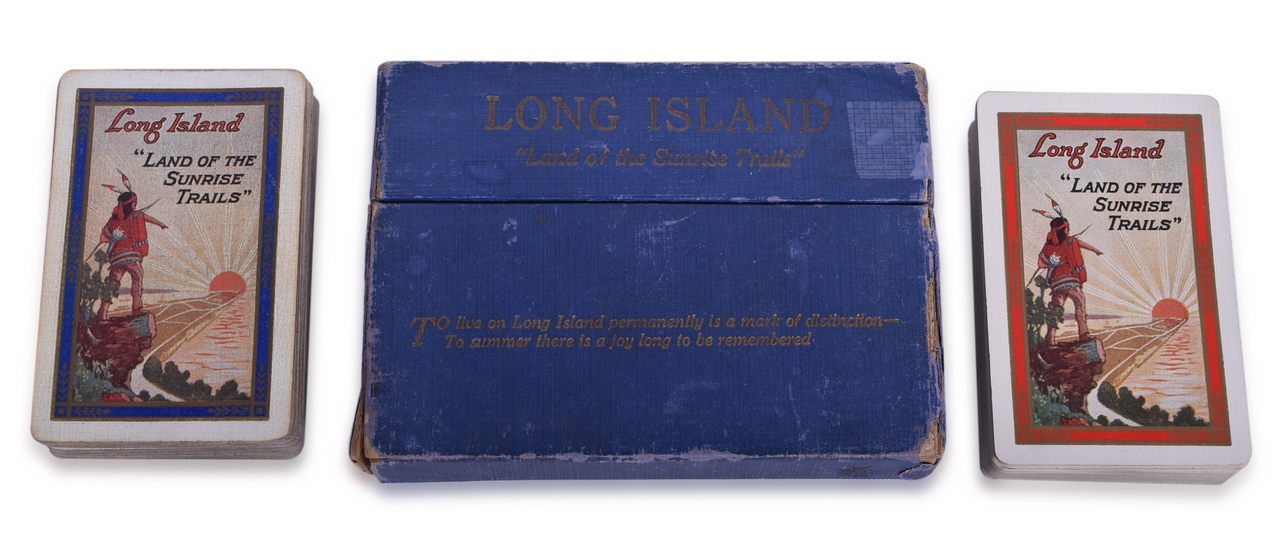 Long Island
"LAND OF THE
SUNRISE
TRAILS"
LONG ISLAND
"Land of the Sunrise Trails"
TO live on Long Island permanently is a mark of distinction—
To summer there is a joy long to be remembered
Long Island
"LAND OF THE
SUNRISE
TRAILS"